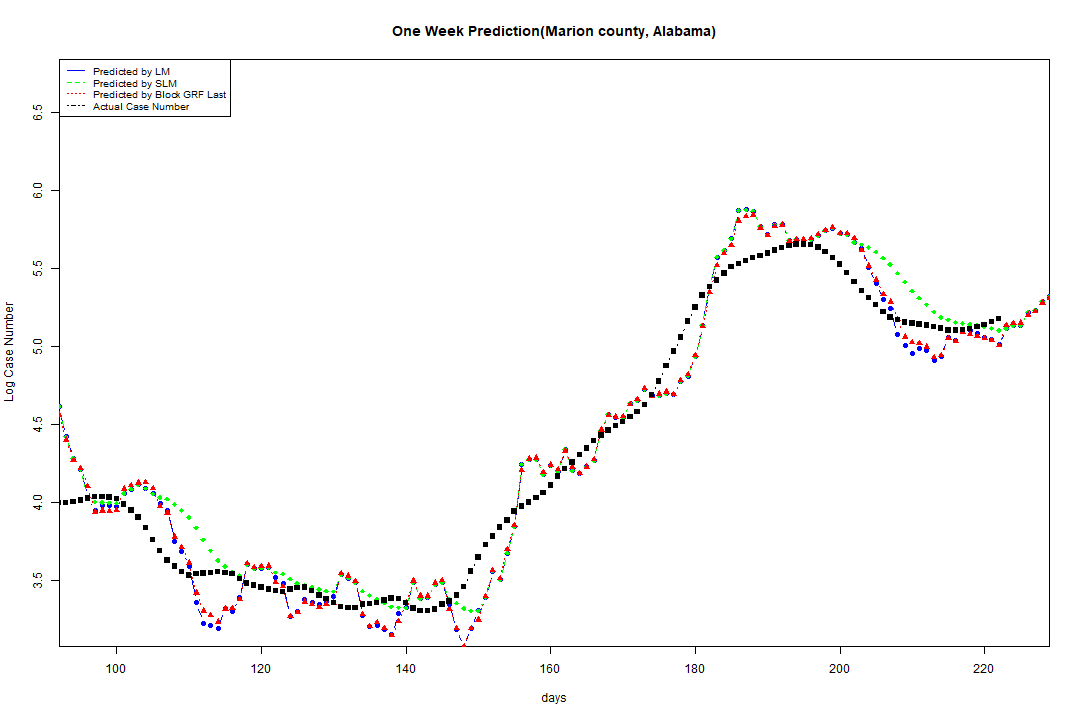 One Week Prediction(Marion county, Alabama)
Predicted by LM
Predicted by SLM
Predicted by Block GRF Last
Actual Case Number
6.5
6.0
5.5
5.0
4.5
4.0
3.5
Log Case Number
100 120 140 160 180 200 220
days